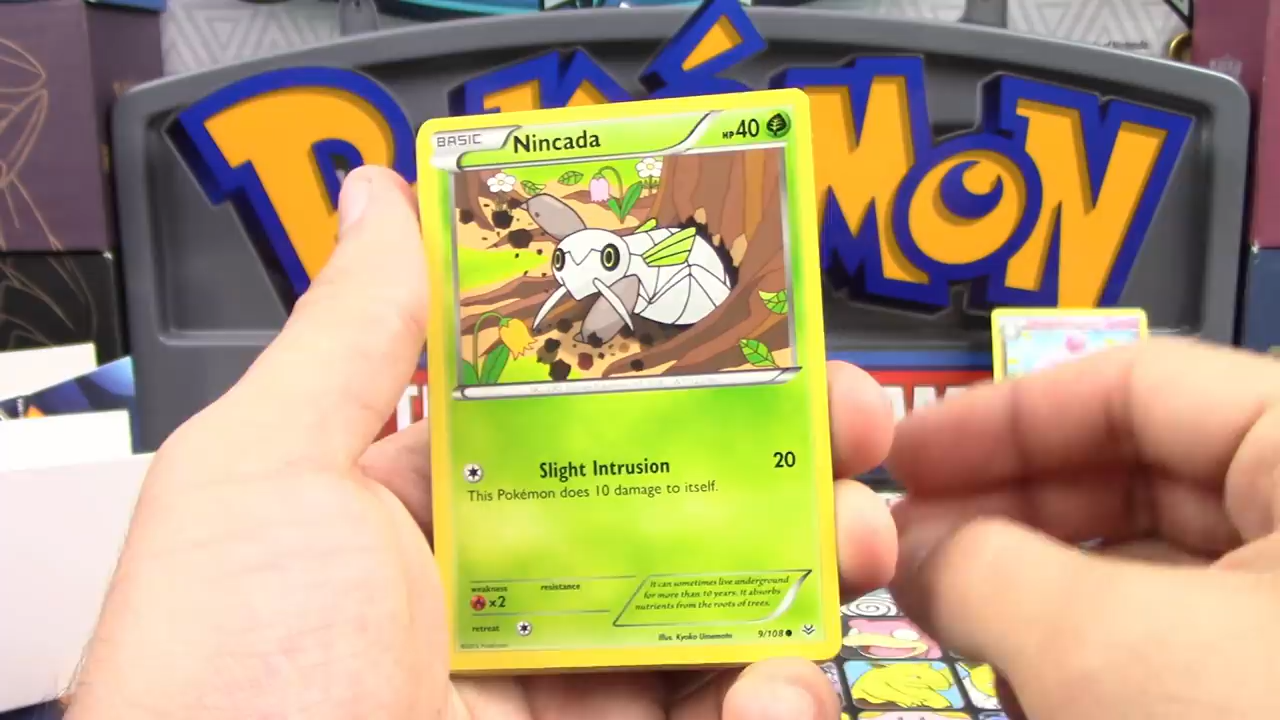 POKÉMON
BASIC Nincada HP40
Slight Intrusion 20
This Pokémon does 10 damage to itself.
weakness resistance
×2
retreat
It can sometimes live underground
for more than 10 years. It absorbs
nutrients from the roots of trees.
Illus. Kyoko Umemoto 9/108